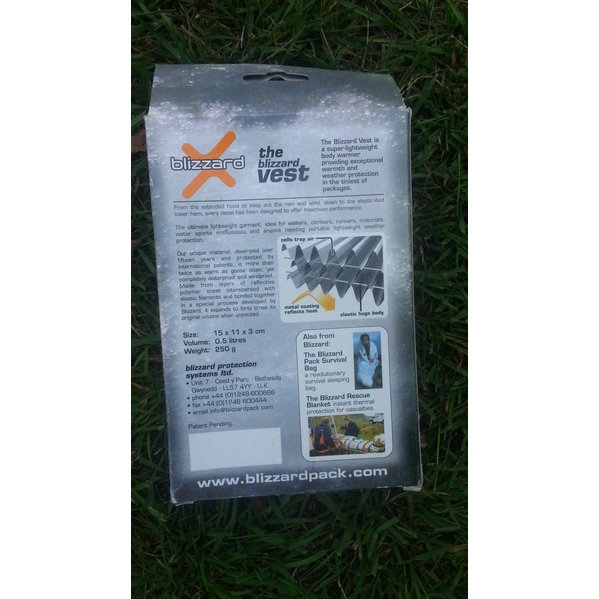 blizzard
the
blizzard
vest
The Blizzard Vest is
a super-lightweight
body warmer
providing exceptional
warmth and
weather protection
in the tiniest of
packages.
From the extended hood to keep out the rain and wind, down to the elasticated
lower hem, every detail has been designed to offer maximum performance.
The ultimate lightweight garment. Ideal for walkers, climbers, runners, motorists,
water sports enthusiasts and anyone needing portable lightweight weather
protection.
Our unique material, developed over
fifteen years and protected by
international patents, is more than
twice as warm as goose down, yet
completely waterproof and windproof.
Made from layers of reflective
polymer sheet interspersed with
elastic filaments and bonded together
in a special process developed by
Blizzard, it expands to forty times its
original volume when unpacked.
cells trap air
metal coating
reflects heat
elastic hugs body
Size: 15 x 11 x 3 cm
Volume: 0.5 litres
Weight: 250 g
blizzard protection
systems ltd.
• Unit 7 · Coed y Parc · Bethesda
Gwynedd · LL57 4YY · U.K.
• phone +44 (0)1248-600666
• fax +44 (0)1248 600444
• email info@blizzardpack.com
Patent Pending.
Also from
Blizzard:
The Blizzard
Pack Survival
Bag
a revolutionary
survival sleeping
bag.
The Blizzard Rescue
Blanket instant thermal
protection for casualties.
www.blizzardpack.com